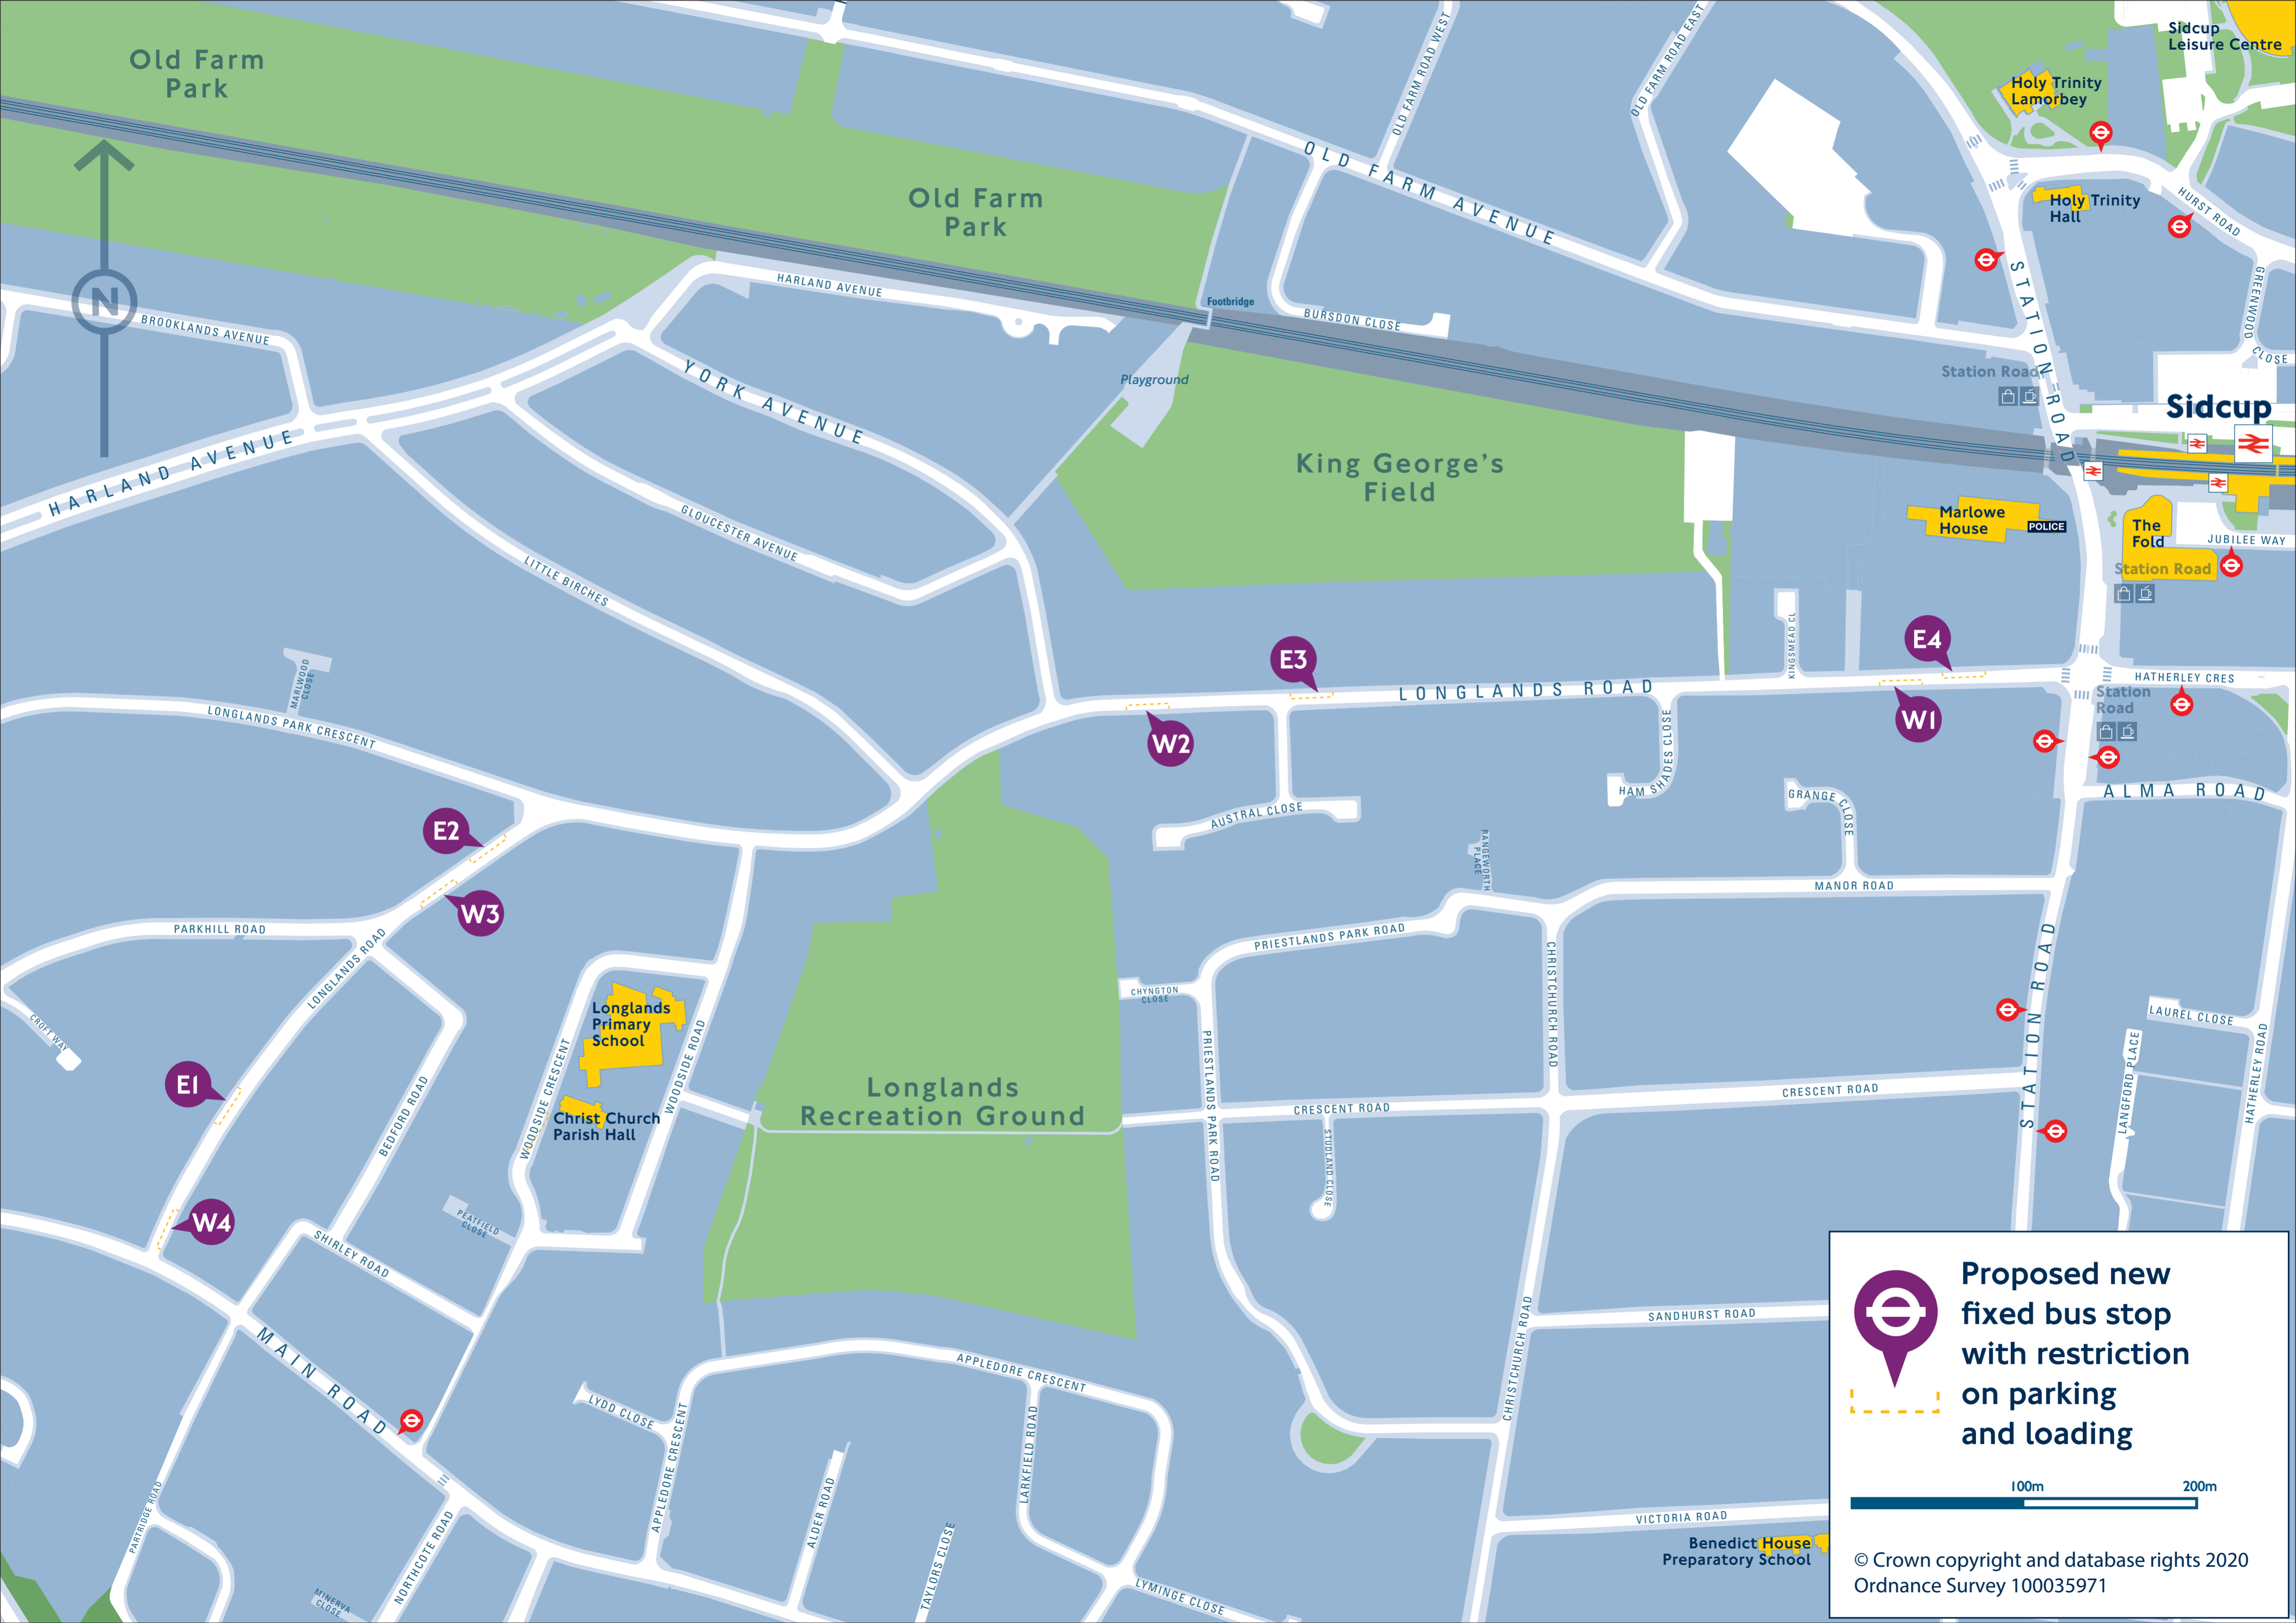 Old Farm
Park
OLD FARM ROAD WEST
OLD FARM ROAD EAST
Sidcup
Leisure Centre
Holy Trinity
Lamorbey
OLD FARM AVENUE
Old Farm
Park
Holy Trinity
Hall
HURST ROAD
STATION ROAD
GREENWOOD
CLOSE
N
HARLAND AVENUE
Footbridge
BURSDON CLOSE
BROOKLANDS AVENUE
YORK AVENUE
Playground
Station Road
Sidcup
HARLAND AVENUE
King George's
Field
GLOUCESTER AVENUE
LITTLE BIRCHES
Marlowe
House
POLICE
The
Fold
JUBILEE WAY
Station Road
KINGSMEAD CL
E4
E3
LONGLANDS ROAD
HATHERLEY CRES
Station
Road
W1
W2
MARLWOOD
CLOSE
LONGLANDS PARK CRESCENT
HAM SHADES CLOSE
GRANGE CLOSE
ALMA ROAD
AUSTRAL CLOSE
E2
RANGEWORTH
PLACE
MANOR ROAD
W3
PARKHILL ROAD
LONGLANDS ROAD
PRIESTLANDS PARK ROAD
CHRISTCHURCH ROAD
STATION ROAD
CHYNGTON
CLOSE
CROFT WAY
Longlands
Primary
School
LAUREL CLOSE
LANGFORD PLACE
HATHERLEY ROAD
E1
BEDFORD ROAD
WOODSIDE CRESCENT
WOODSIDE ROAD
Christ Church
Parish Hall
Longlands
Recreation Ground
PRIESTLANDS PARK ROAD
CRESCENT ROAD
CRESCENT ROAD
STUDLAND CLOSE
W4
PEATFIELD
CLOSE
SHIRLEY ROAD
MAIN ROAD
CHRISTCHURCH ROAD
SANDHURST ROAD
APPLEDORE CRESCENT
LYDD CLOSE
APPLEDORE CRESCENT
LARKFIELD ROAD
ALDER ROAD
TAYLORS CLOSE
LYMINGE CLOSE
PARTRIDGE ROAD
NORTHCOTE ROAD
MINERVA
CLOSE
VICTORIA ROAD
Benedict House
Preparatory School
Proposed new
fixed bus stop
with restriction
on parking
and loading
100m 200m
© Crown copyright and database rights 2020
Ordnance Survey 100035971